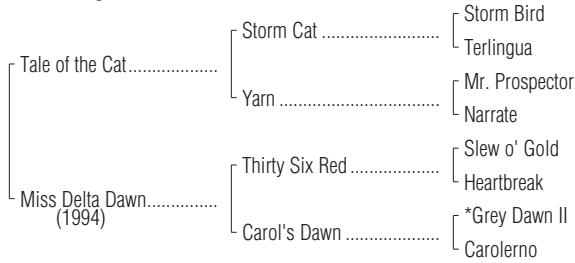 Storm Bird
Storm Cat ......................
Terlingua
Tale of the Cat..................
Mr. Prospector
Yarn ................................
Narrate
Slew o' Gold
Thirty Six Red ..................
Heartbreak
Miss Delta Dawn..............
(1994)
*Grey Dawn II
Carol's Dawn ...................
Carolerno